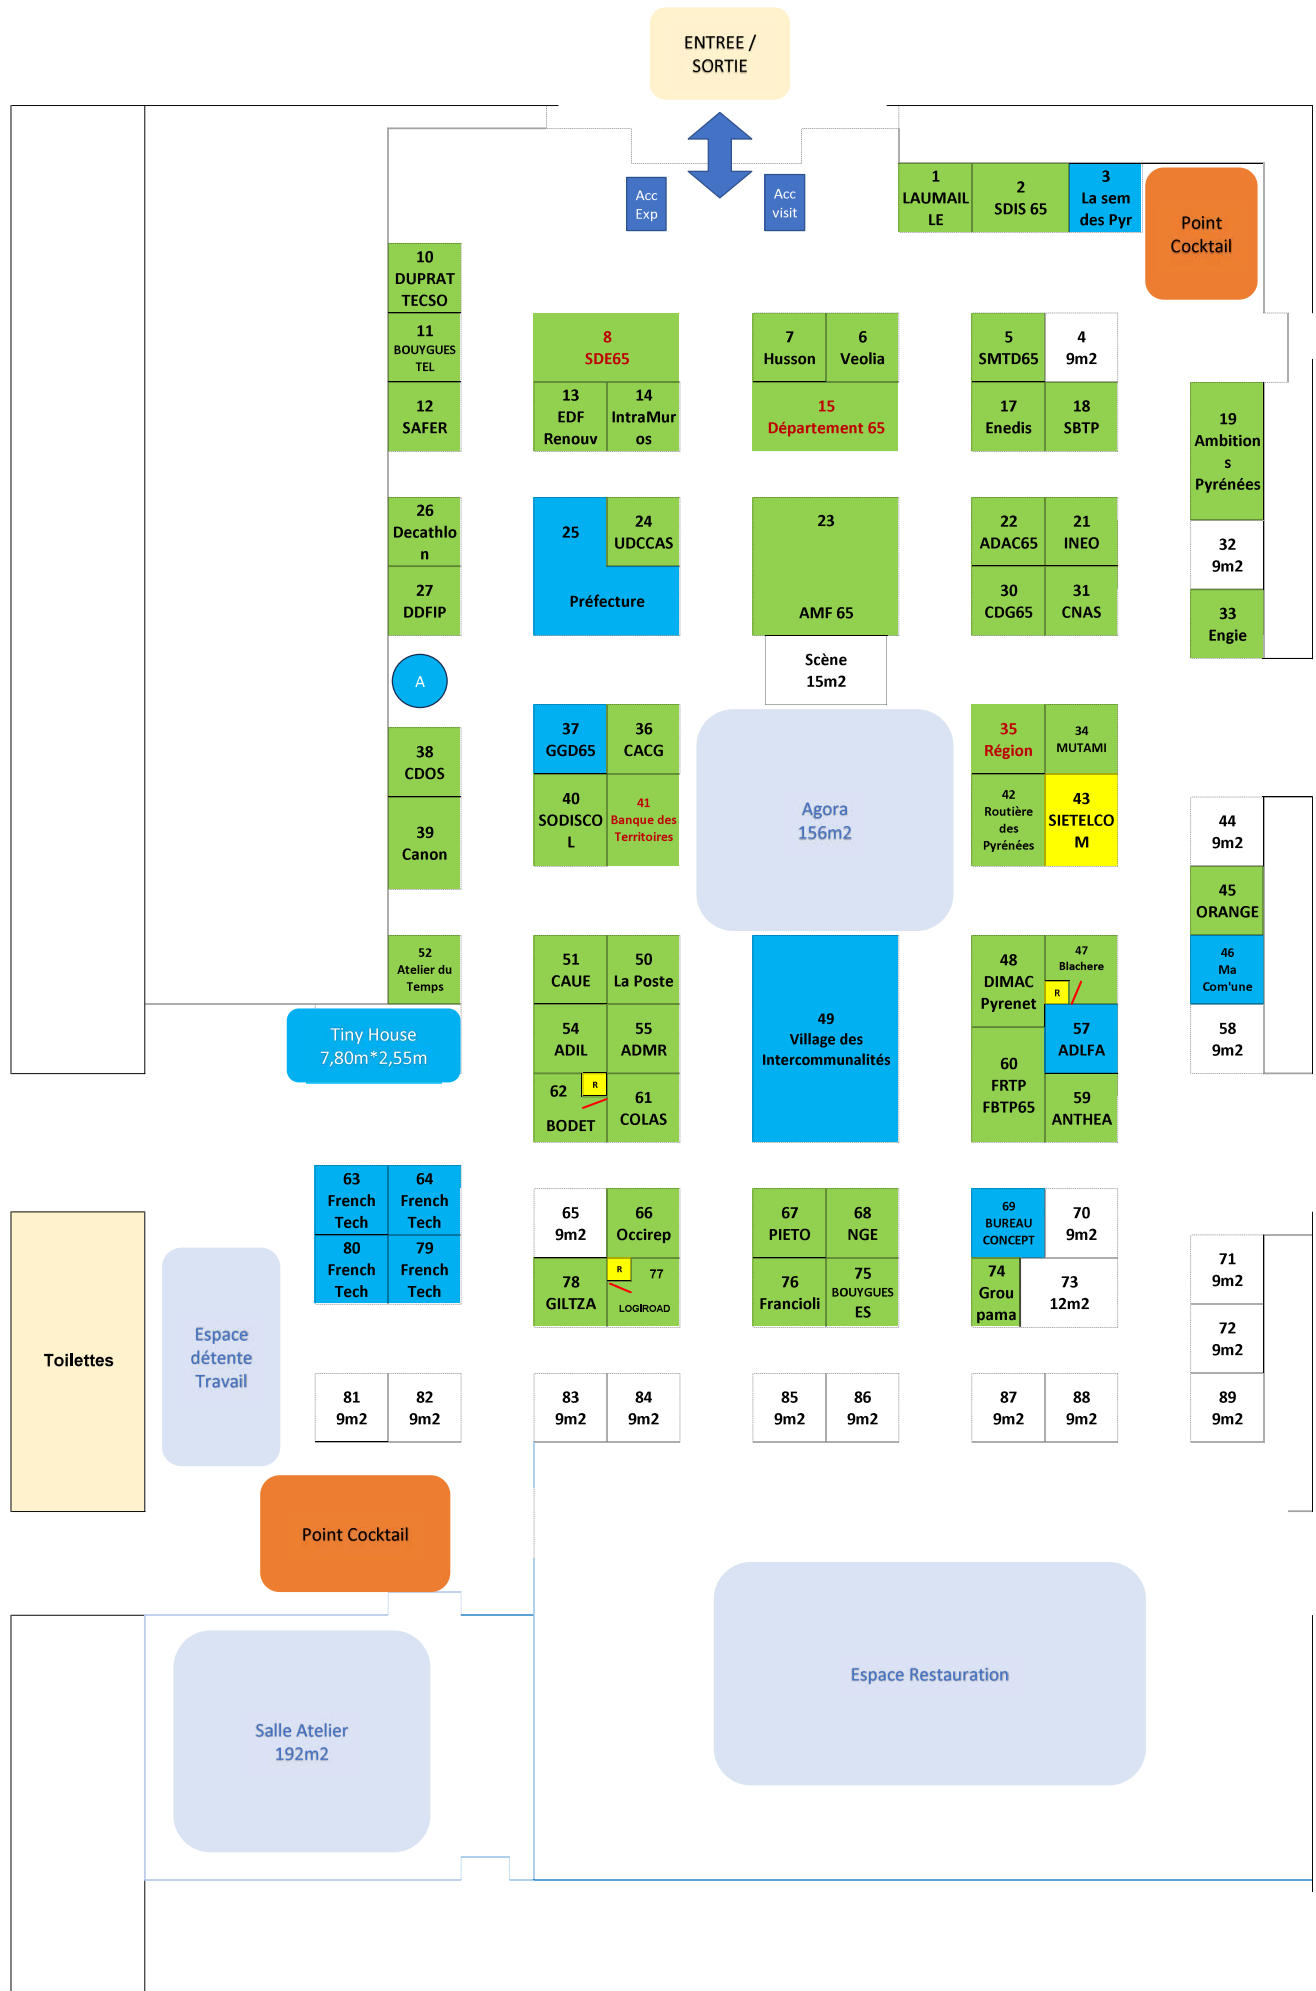 ENTREE /
SORTIE
Acc
Exp
Acc
visit
1
LAUMAIL
LE
2
SDIS 65
3
La sem
des Pyr
Point
Cocktail
10
DUPRAT
TECSO
11
BOUYGUES
TEL
12
SAFER
8
SDE65
13
EDF
Renouv
14
IntraMur
os
7
Husson
6
Veolia
15
Département 65
5
SMTD65
4
9m2
17
Enedis
18
SBTP
19
Ambition
s
Pyrénées
32
9m2
33
Engie
26
Decathlo
n
27
DDFIP
25
Préfecture
24
UDCCAS
23
AMF 65
22
ADAC65
21
INEO
30
CDG65
31
CNAS
Scène
15m2
A
38
CDOS
39
Canon
37
GGD65
36
CACG
40
SODISCO
L
41
Banque des
Territoires
Agora
156m2
35
Région
34
MUTAMI
42
Routière
des
Pyrénées
43
SIETELCO
M
44
9m2
45
ORANGE
46
Ma
Com'une
58
9m2
52
Atelier du
Temps
Tiny House
7,80m*2,55m
51
CAUE
50
La Poste
54
ADIL
55
ADMR
62
R
BODET
61
COLAS
49
Village des
Intercommunalités
48
DIMAC
Pyrenet
47
Blachere
R
57
ADLFA
60
FRTP
FBTP65
59
ANTHEA
63
French
Tech
64
French
Tech
80
French
Tech
79
French
Tech
65
9m2
66
Occirep
78
GILTZA
R
77
LOGIROAD
67
PIETO
68
NGE
76
Francioli
75
BOUYGUES
ES
69
BUREAU
CONCEPT
70
9m2
74
Grou
pama
73
12m2
71
9m2
72
9m2
89
9m2
Toilettes
Espace
détente
Travail
81
9m2
82
9m2
83
9m2
84
9m2
85
9m2
86
9m2
87
9m2
88
9m2
Point Cocktail
Salle Atelier
192m2
Espace Restauration